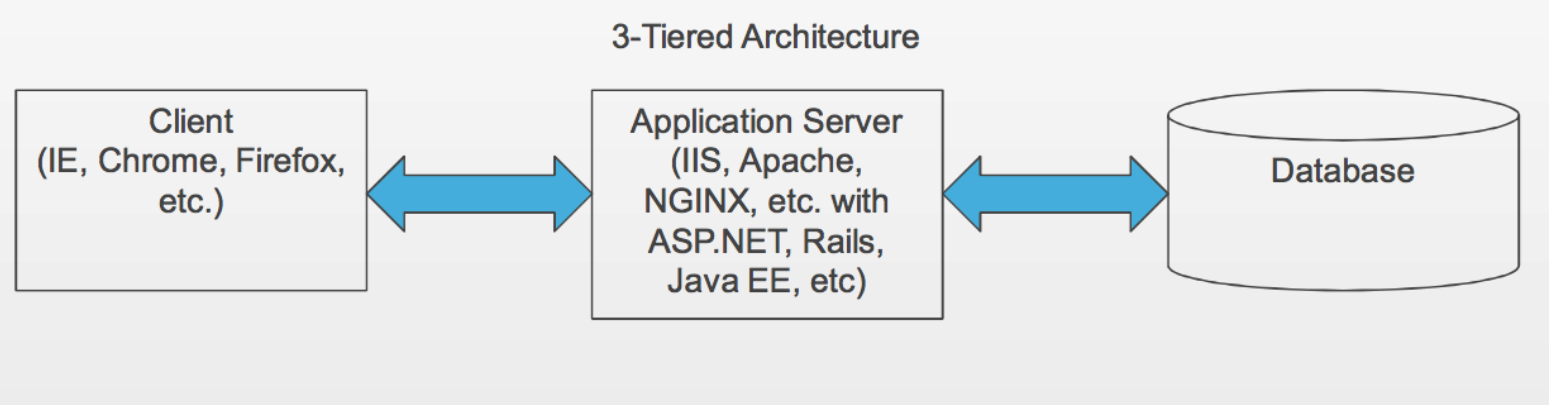 3-Tiered Architecture
Client
(IE, Chrome, Firefox,
etc.)
Application Server
(IIS, Apache,
NGINX, etc. with
ASP.NET, Rails,
Java EE, etc)
Database